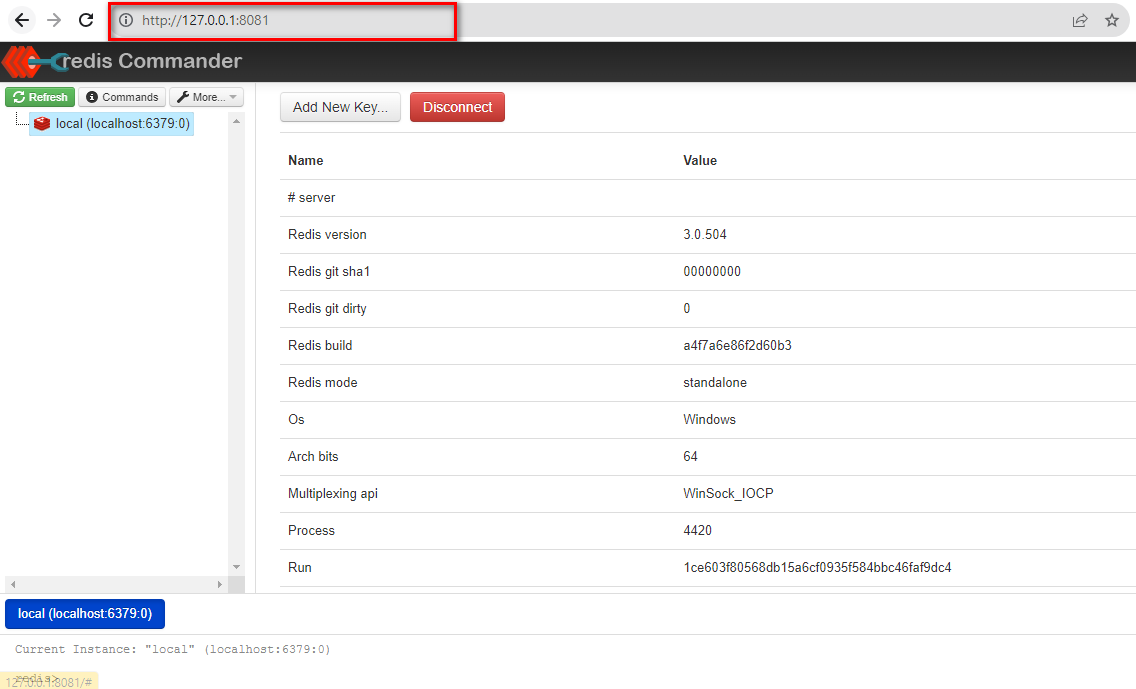 http://127.0.0.1:8081
redis Commander
Refresh Commands More...
local (localhost:6379:0)
Add New Key... Disconnect
Name Value
# server
Redis version 3.0.504
Redis git sha1 00000000
Redis git dirty 0
Redis build a4f7a6e86f2d60b3
Redis mode standalone
Os Windows
Arch bits 64
Multiplexing api WinSock_IOCP
Process 4420
Run 1ce603f80568db15a6cf0935f584bbc46faf9dc4
local (localhost:6379:0)
Current Instance: "local" (localhost:6379:0)
redis>
127.0.0.1:8081/#